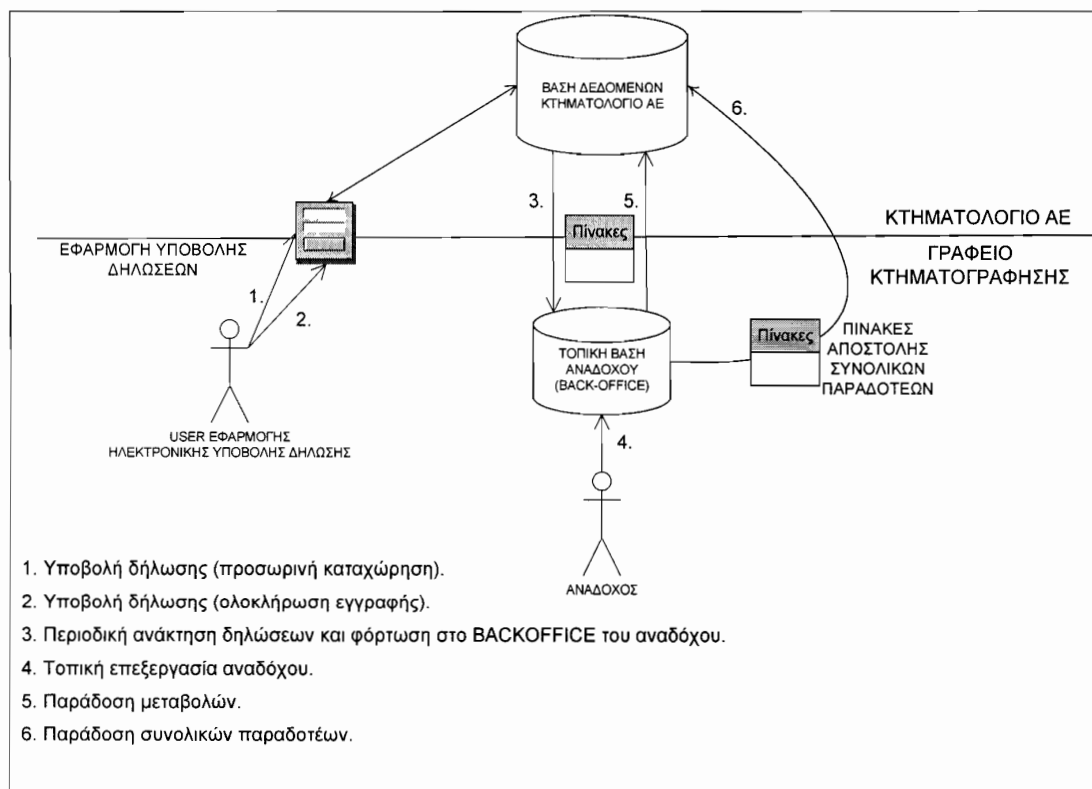 ΒΑΣΗ ΔΕΔΟΜΕΝΩΝ
ΚΤΗΜΑΤΟΛΟΓΙΟ ΑΕ
6.
3.
5.
Πίνακες
ΚΤΗΜΑΤΟΛΟΓΙΟ ΑΕ
ΕΦΑΡΜΟΓΗ ΥΠΟΒΟΛΗΣ
ΔΗΛΩΣΕΩΝ
ΓΡΑΦΕΙΟ
ΚΤΗΜΑΤΟΓΡΑΦΗΣΗΣ
1.
2.
ΤΟΠΙΚΗ ΒΑΣΗ
ΑΝΑΔΟΧΟΥ
(BACK-OFFICE)
Πίνακες
ΠΙΝΑΚΕΣ
ΑΠΟΣΤΟΛΗΣ
ΣΥΝΟΛΙΚΩΝ
ΠΑΡΑΔΟΤΕΩΝ
USER ΕΦΑΡΜΟΓΗΣ
ΗΛΕΚΤΡΟΝΙΚΗΣ ΥΠΟΒΟΛΗΣ ΔΗΛΩΣΗΣ
4.
ΑΝΑΔΟΧΟΣ
1. Υποβολή δήλωσης (προσωρινή καταχώρηση).
2. Υποβολή δήλωσης (ολοκλήρωση εγγραφής).
3. Περιοδική ανάκτηση δηλώσεων και φόρτωση στο BACKOFFICE του αναδόχου.
4. Τοπική επεξεργασία αναδόχου.
5. Παράδοση μεταβολών.
6. Παράδοση συνολικών παραδοτέων.